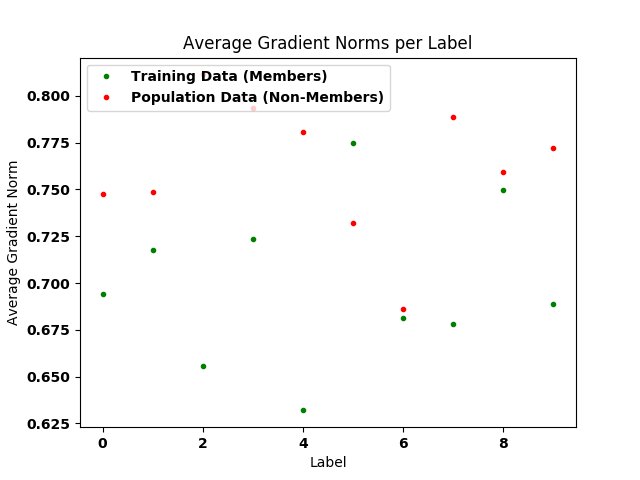 Average Gradient Norms per Label
Training Data (Members)
Population Data (Non-Members)
Average Gradient Norm
0.800
0.775
0.750
0.725
0.700
0.675
0.650
0.625
0 2 4 6 8
Label